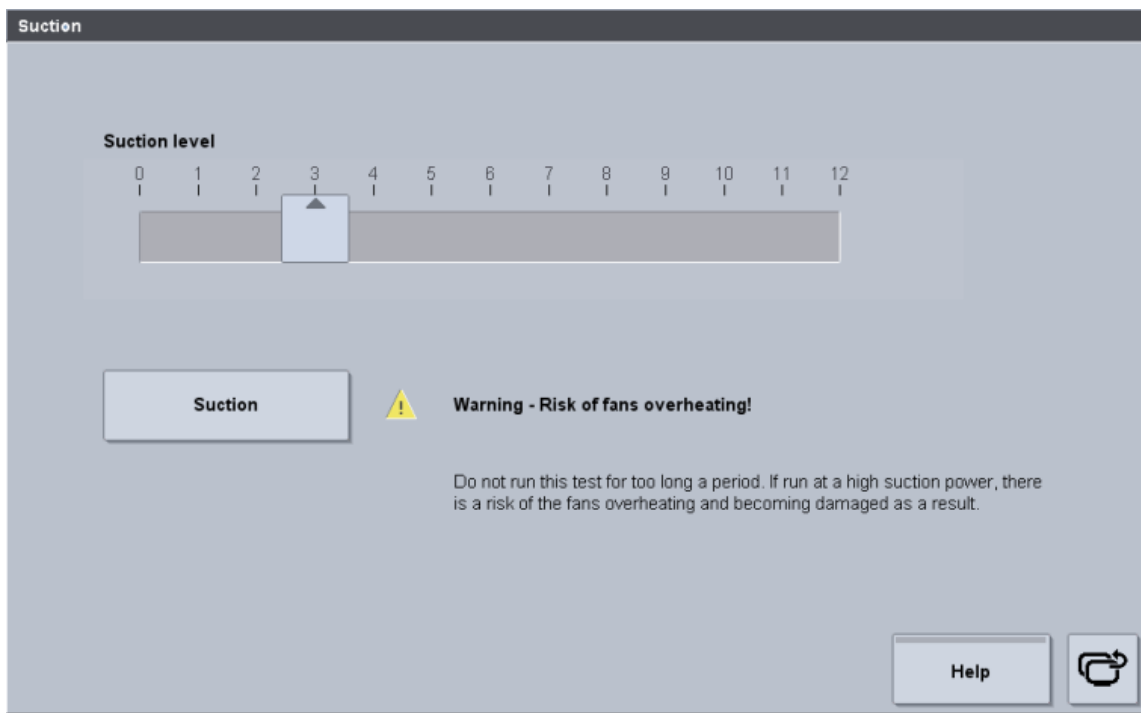 Suction
Suction level
0 1 2 3 4 5 6 7 8 9 10 11 12
Suction
Warning - Risk of fans overheating!
Do not run this test for too long a period. If run at a high suction power, there
is a risk of the fans overheating and becoming damaged as a result.
Help